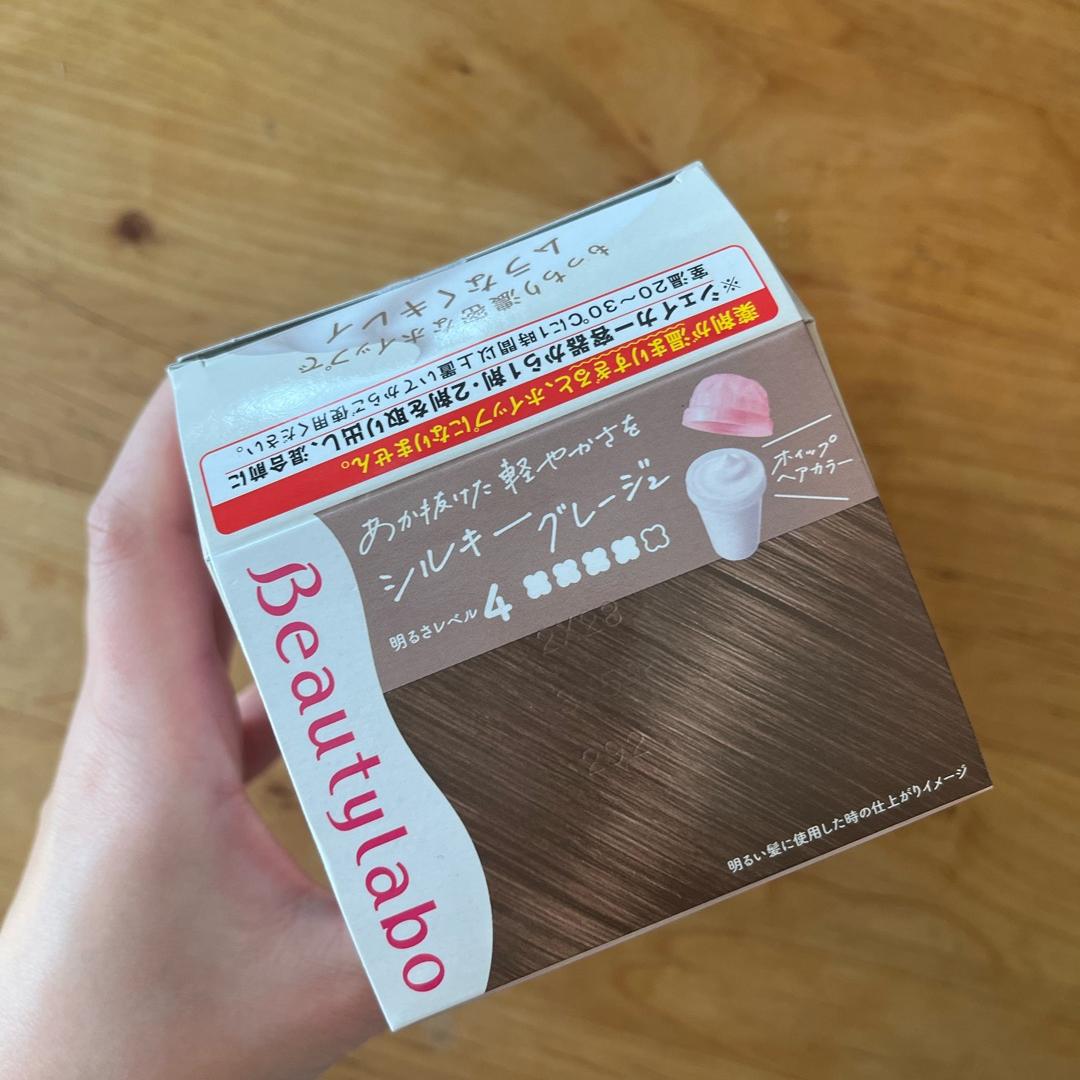 もっちり濃密なホイップで
ムラなくキレイ
薬剤が温まりすぎると、ホイップになりません。
※シェイカー容器から1剤・2剤を取り出し、混合前に
室温20～30℃に1時間以上置いてからご使用ください。
あか抜けた軽やかさを
シルキーグレージュ
明るさレベル 4
ホイップ
ヘアカラー
Beautylabo
2723
292
明るい髪に使用した時の仕上がりイメージ